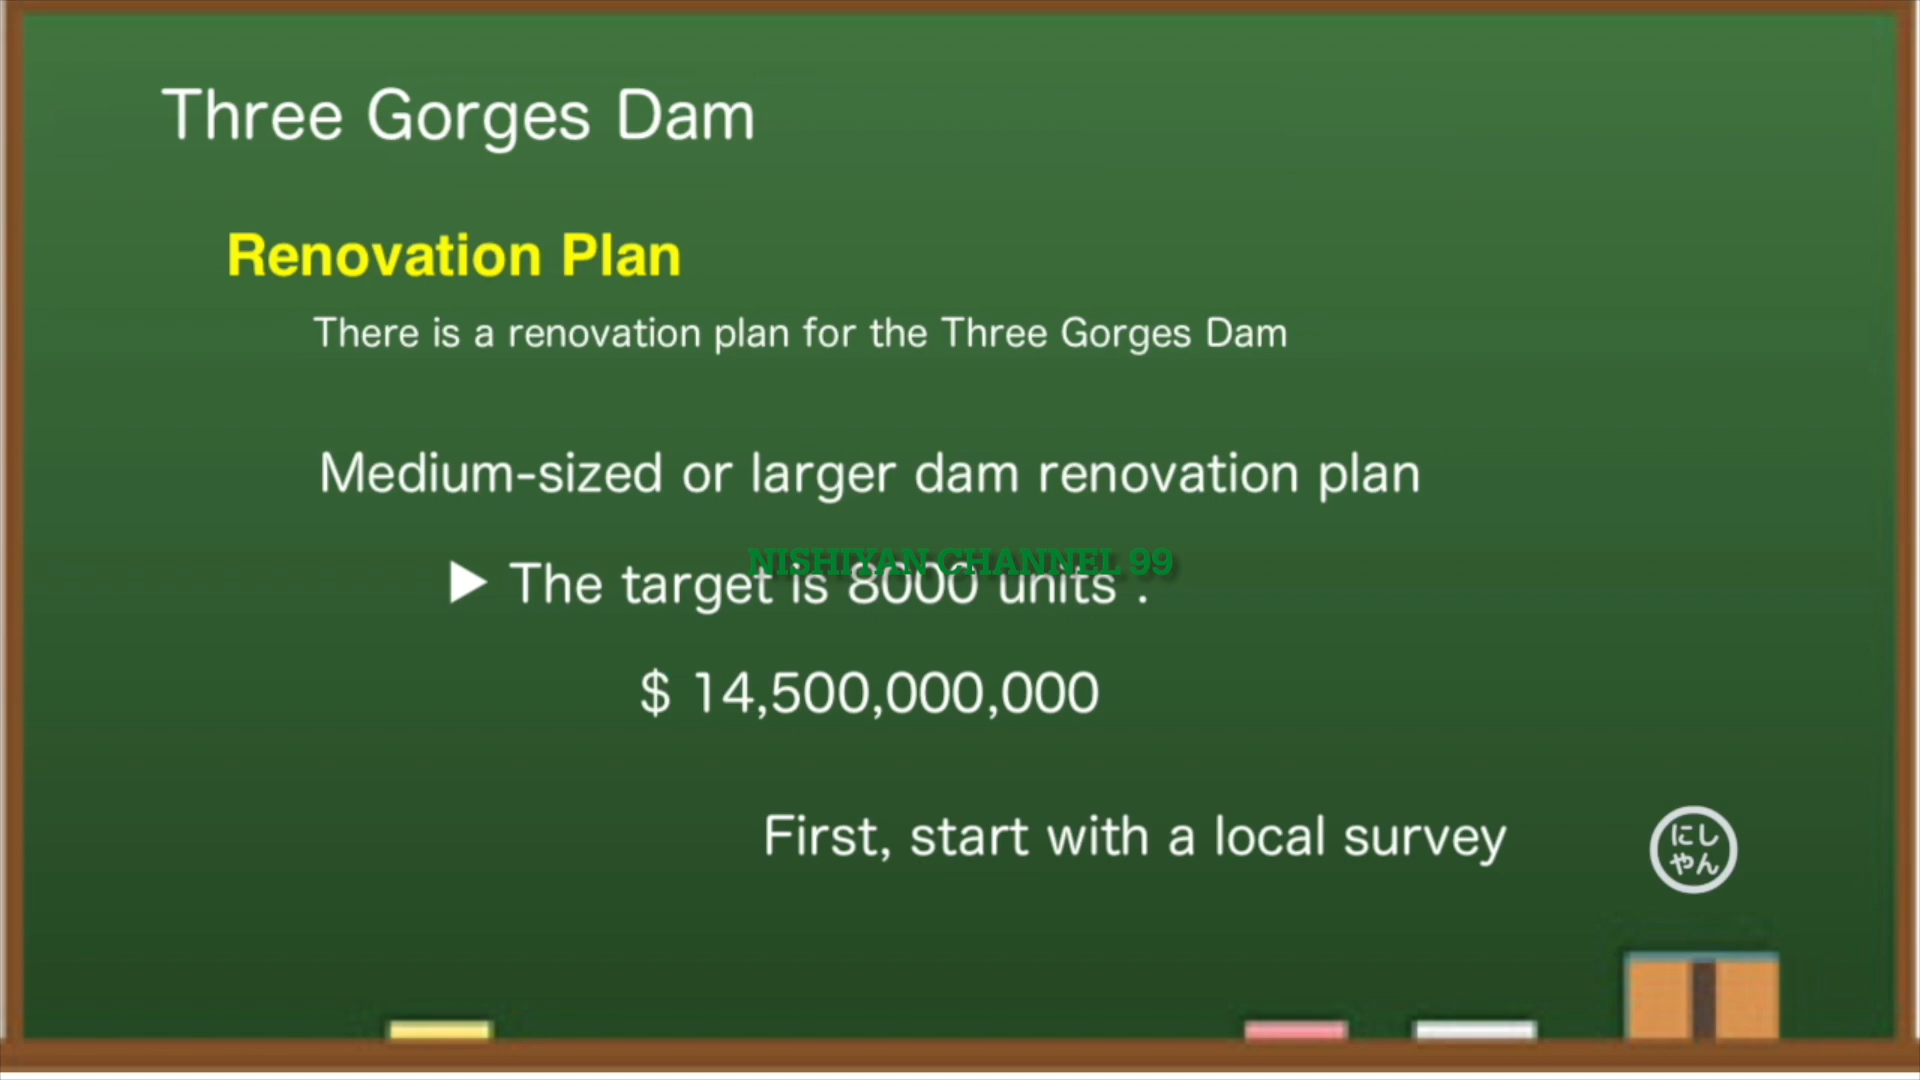 Three Gorges Dam
Renovation Plan
There is a renovation plan for the Three Gorges Dam
Medium-sized or larger dam renovation plan
NISHIYAN CHANNEL 99
▶ The target is 8000 units .
$ 14,500,000,000
First, start with a local survey
にし
やん